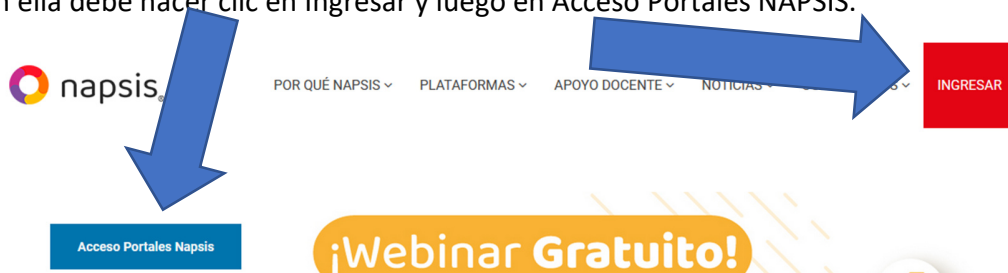 ella debe hacer clic en Ingresar y luego en Acceso Portales NAPSIS.
napsis®
POR QUÉ NAPSIS PLATAFORMAS APOYO DOCENTE NOTICIAS INGRESAR
Acceso Portales Napsis
¡Webinar Gratuito!